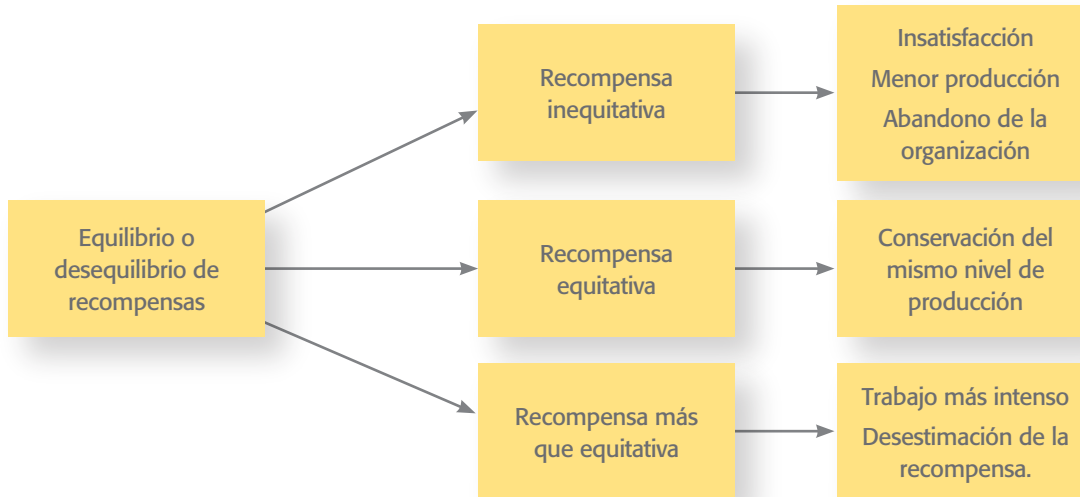 Equilibrio o
desequilibrio de
recompensas
Recompensa
inequitativa
Insatisfacción
Menor producción
Abandono de la
organización
Recompensa
equitativa
Conservación del
mismo nivel de
producción
Recompensa más
que equitativa
Trabajo más intenso
Desestimación de la
recompensa.